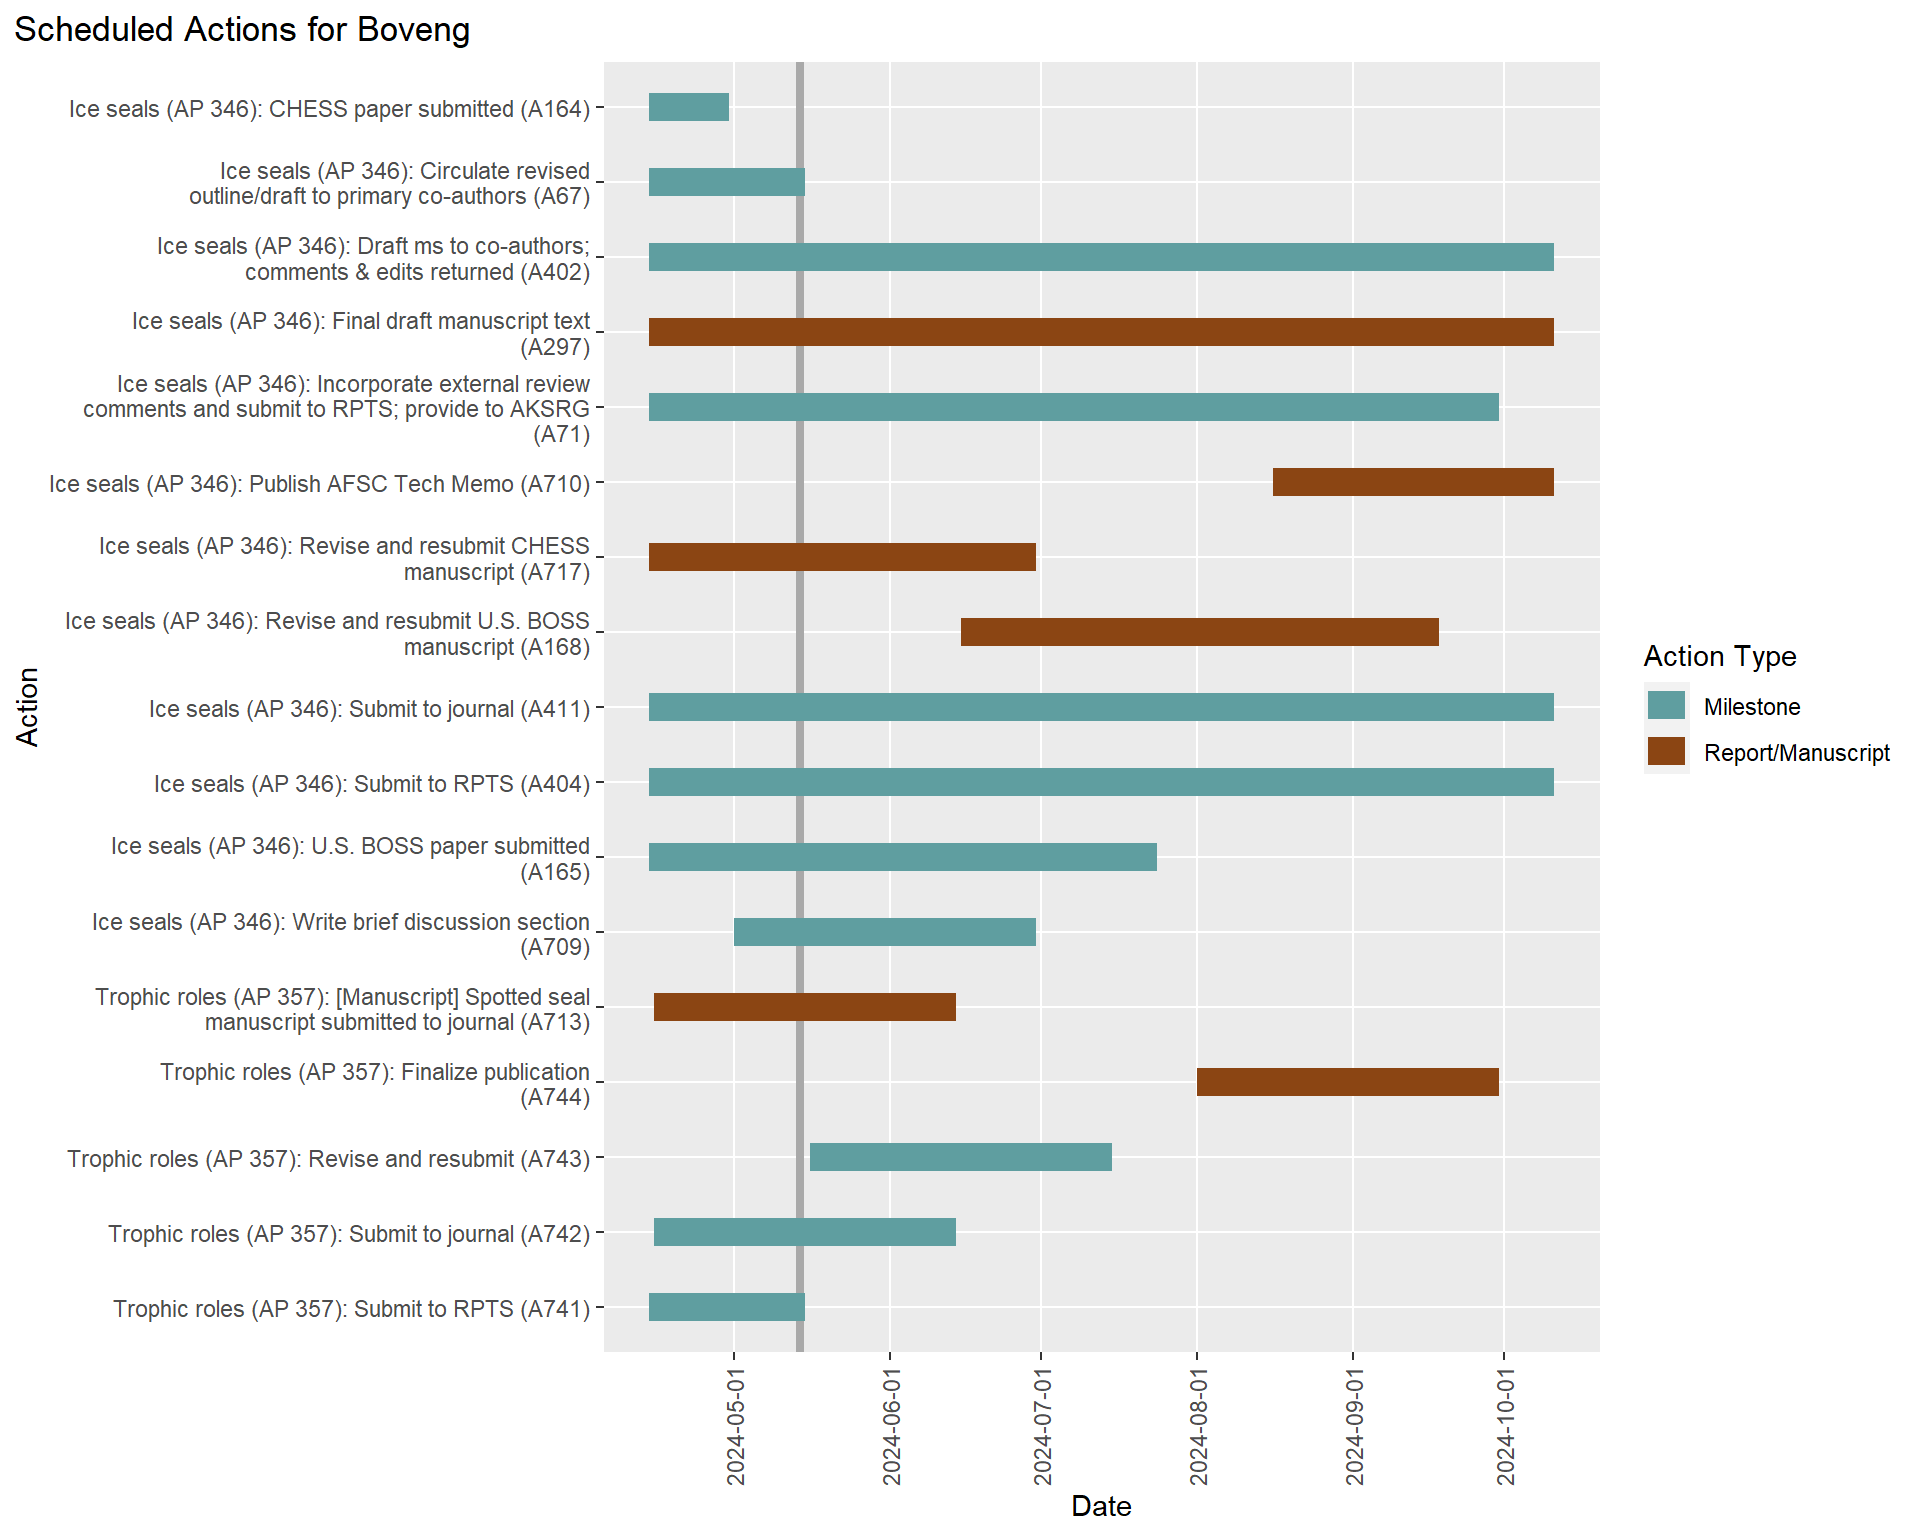 Scheduled Actions for Boveng
Ice seals (AP 346): CHESS paper submitted (A164)
Ice seals (AP 346): Circulate revised
outline/draft to primary co-authors (A67)
Ice seals (AP 346): Draft ms to co-authors;
comments & edits returned (A402)
Ice seals (AP 346): Final draft manuscript text
(A297)
Ice seals (AP 346): Incorporate external review
comments and submit to RPTS; provide to AKSRG
(A71)
Ice seals (AP 346): Publish AFSC Tech Memo (A710)
Ice seals (AP 346): Revise and resubmit CHESS
manuscript (A717)
Ice seals (AP 346): Revise and resubmit U.S. BOSS
manuscript (A168)
Ice seals (AP 346): Submit to journal (A411)
Ice seals (AP 346): Submit to RPTS (A404)
Ice seals (AP 346): U.S. BOSS paper submitted
(A165)
Ice seals (AP 346): Write brief discussion section
(A709)
Trophic roles (AP 357): [Manuscript] Spotted seal
manuscript submitted to journal (A713)
Trophic roles (AP 357): Finalize publication
(A744)
Trophic roles (AP 357): Revise and resubmit (A743)
Trophic roles (AP 357): Submit to journal (A742)
Trophic roles (AP 357): Submit to RPTS (A741)
Action
2024-05-01
2024-06-01
2024-07-01
2024-08-01
2024-09-01
2024-10-01
Date
Action Type
Milestone
Report/Manuscript